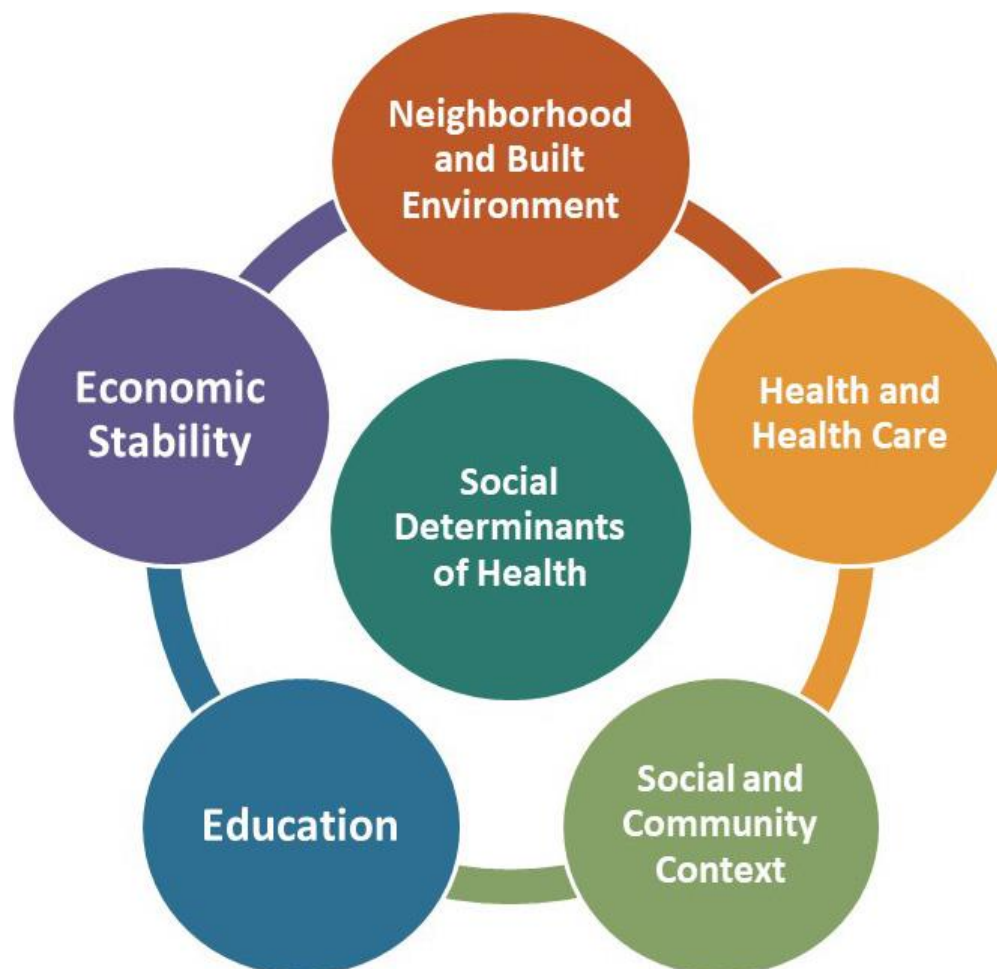 Neighborhood
and Built
Environment
Economic
Stability
Health and
Health Care
Social
Determinants
of Health
Education
Social and
Community
Context